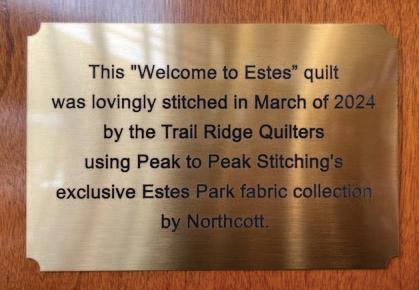 This "Welcome to Estes” quilt
was lovingly stitched in March of 2024
by the Trail Ridge Quilters
using Peak to Peak Stitching's
exclusive Estes Park fabric collection
by Northcott.